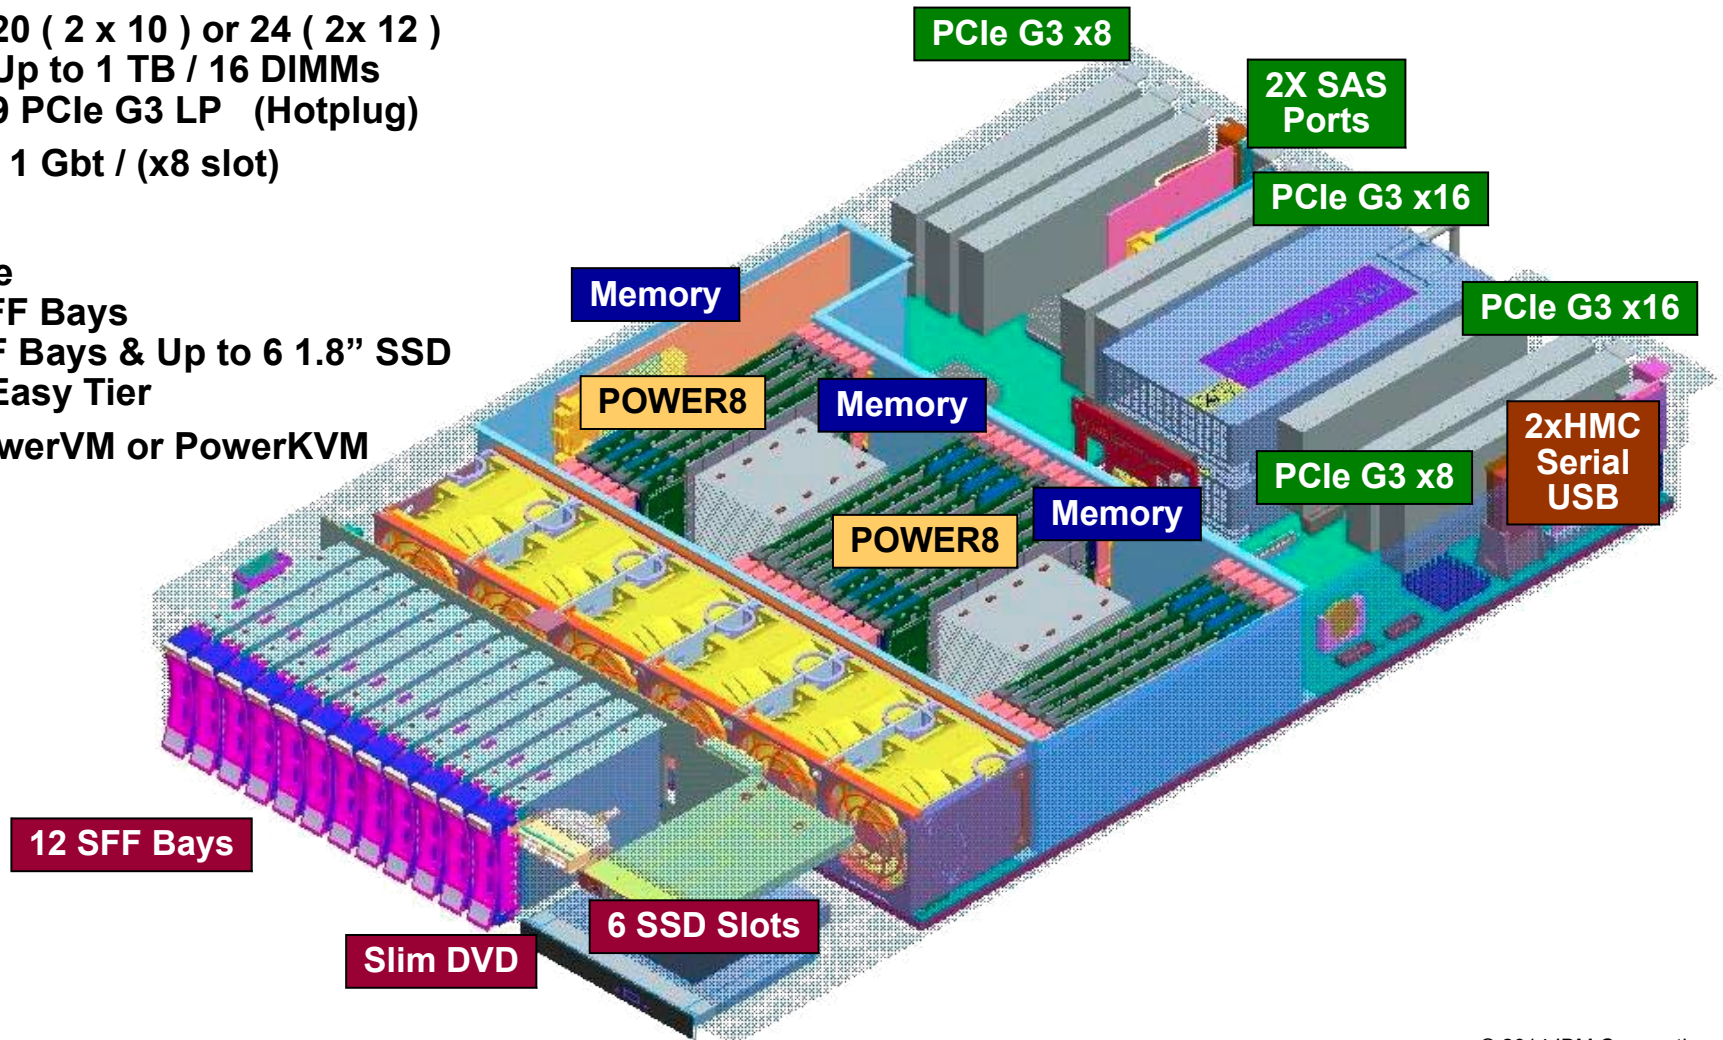 20 ( 2 x 10 ) or 24 ( 2x 12 )
Up to 1 TB / 16 DIMMs
9 PCIe G3 LP (Hotplug)
1 Gbt / (x8 slot)
e
FF Bays
F Bays & Up to 6 1.8” SSD
Easy Tier
werVM or PowerKVM
PCIe G3 x8
2X SAS
Ports
PCIe G3 x16
Memory
PCIe G3 x16
POWER8
Memory
2xHMC
Serial
USB
PCIe G3 x8
Memory
POWER8
12 SFF Bays
6 SSD Slots
Slim DVD